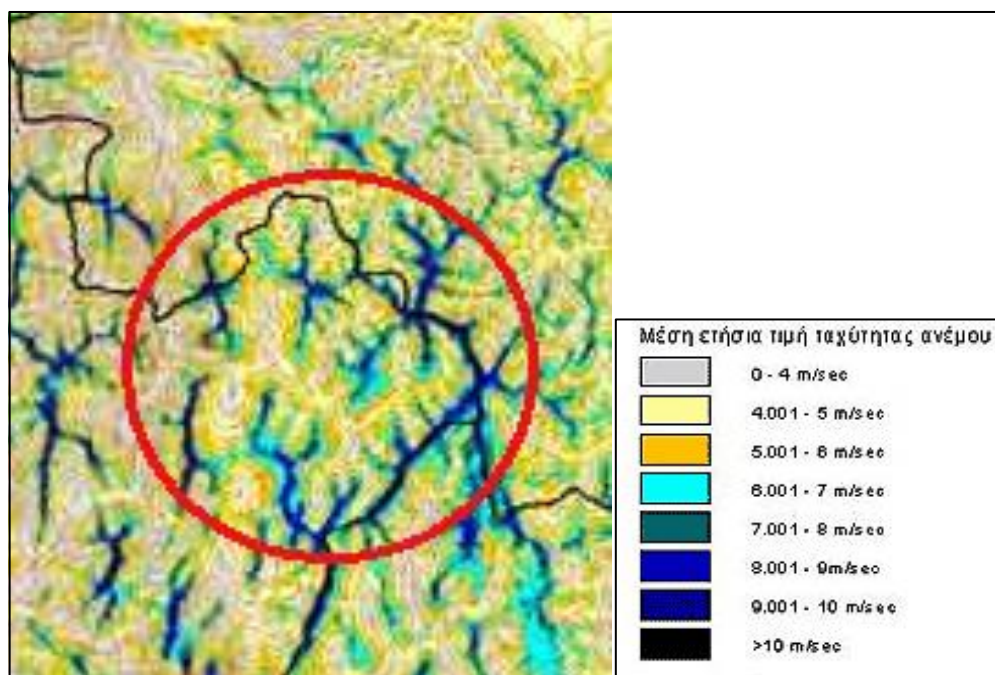 Μέση ετήσια τιμή ταχύτητας ανέμου
0 - 4 m/sec
4.001 - 5 m/sec
5.001 - 6 m/sec
6.001 - 7 m/sec
7.001 - 8 m/sec
8.001 - 9m/sec
9.001 - 10 m/sec
>10 m/sec